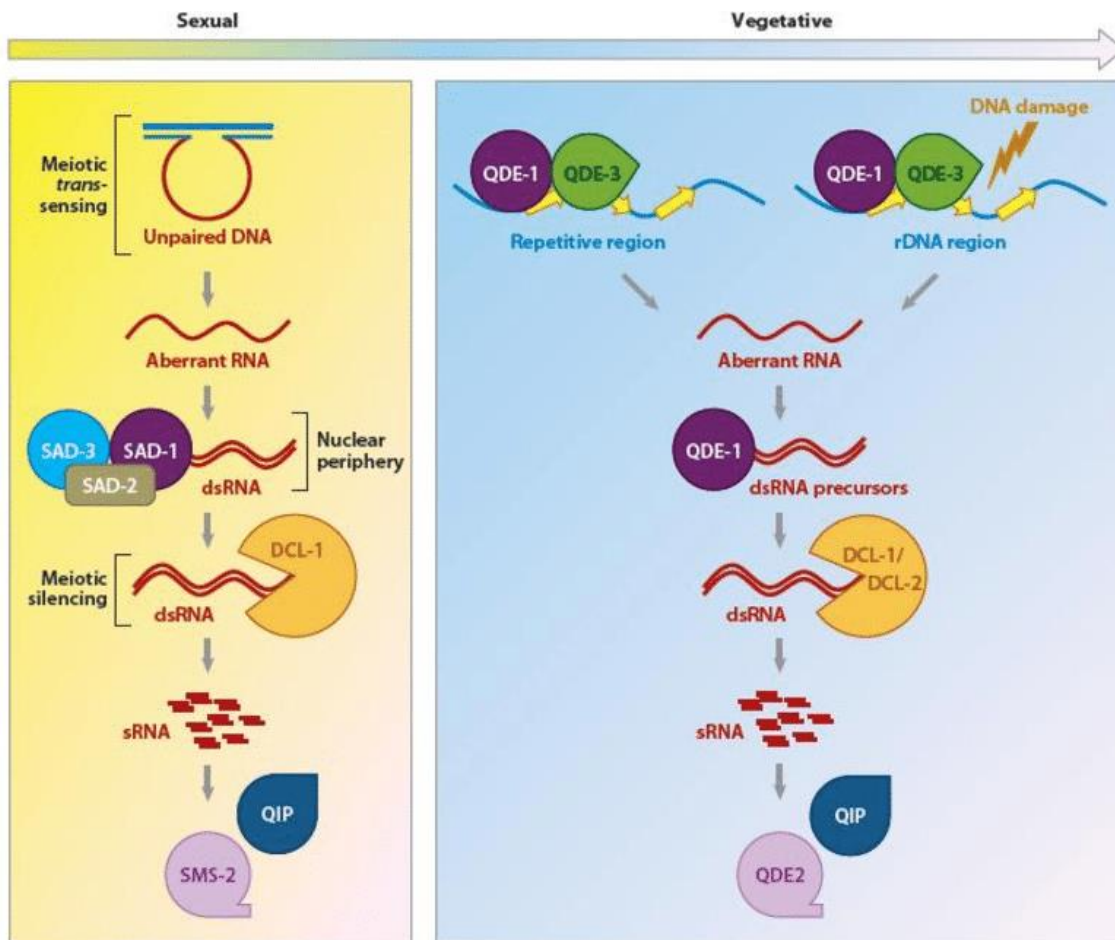 Sexual
Vegetative
Meiotic
trans-
sensing
Unpaired DNA
Aberrant RNA
SAD-3
SAD-1
SAD-2
dsRNA
Nuclear
periphery
DCL-1
Meiotic
silencing
dsRNA
sRNA
QIP
SMS-2
DNA damage
QDE-1
QDE-3
QDE-1
QDE-3
Repetitive region
rDNA region
Aberrant RNA
QDE-1
dsRNA precursors
DCL-1/
DCL-2
dsRNA
sRNA
QIP
QDE2